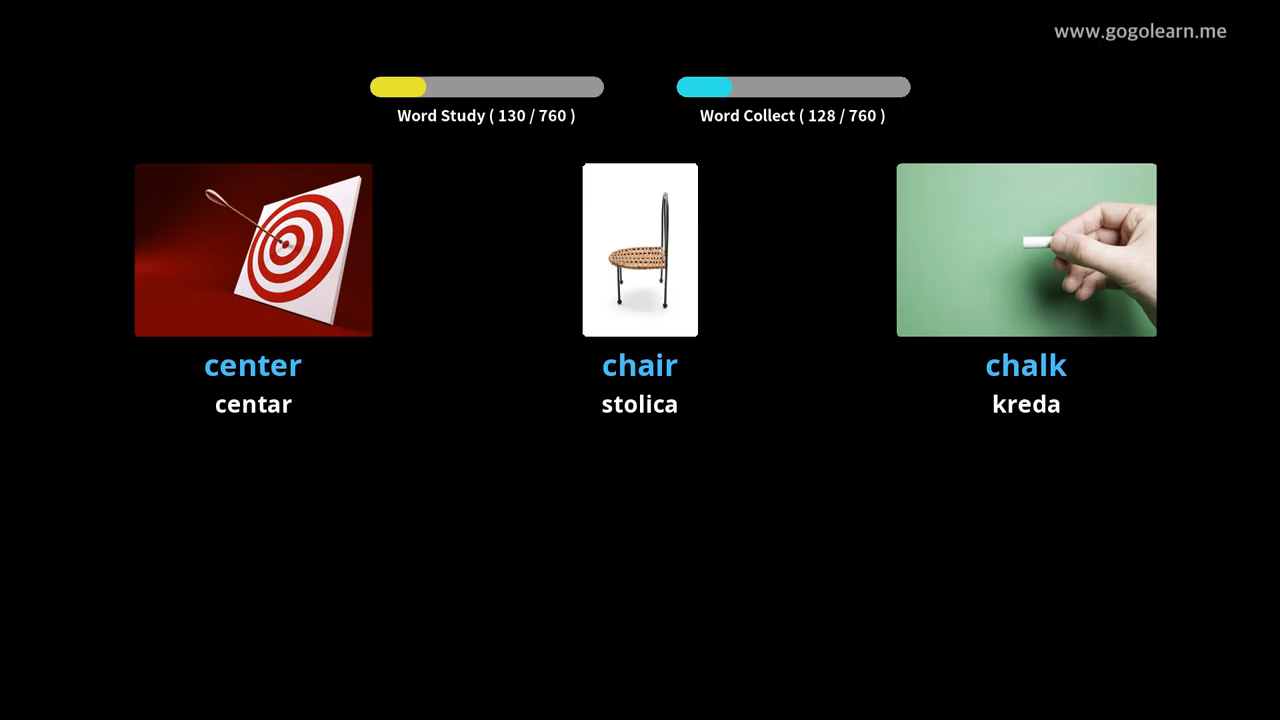 www.gogolearn.me
Word Study ( 130 / 760 )
Word Collect ( 128 / 760 )
center
centar
chair
stolica
chalk
kreda